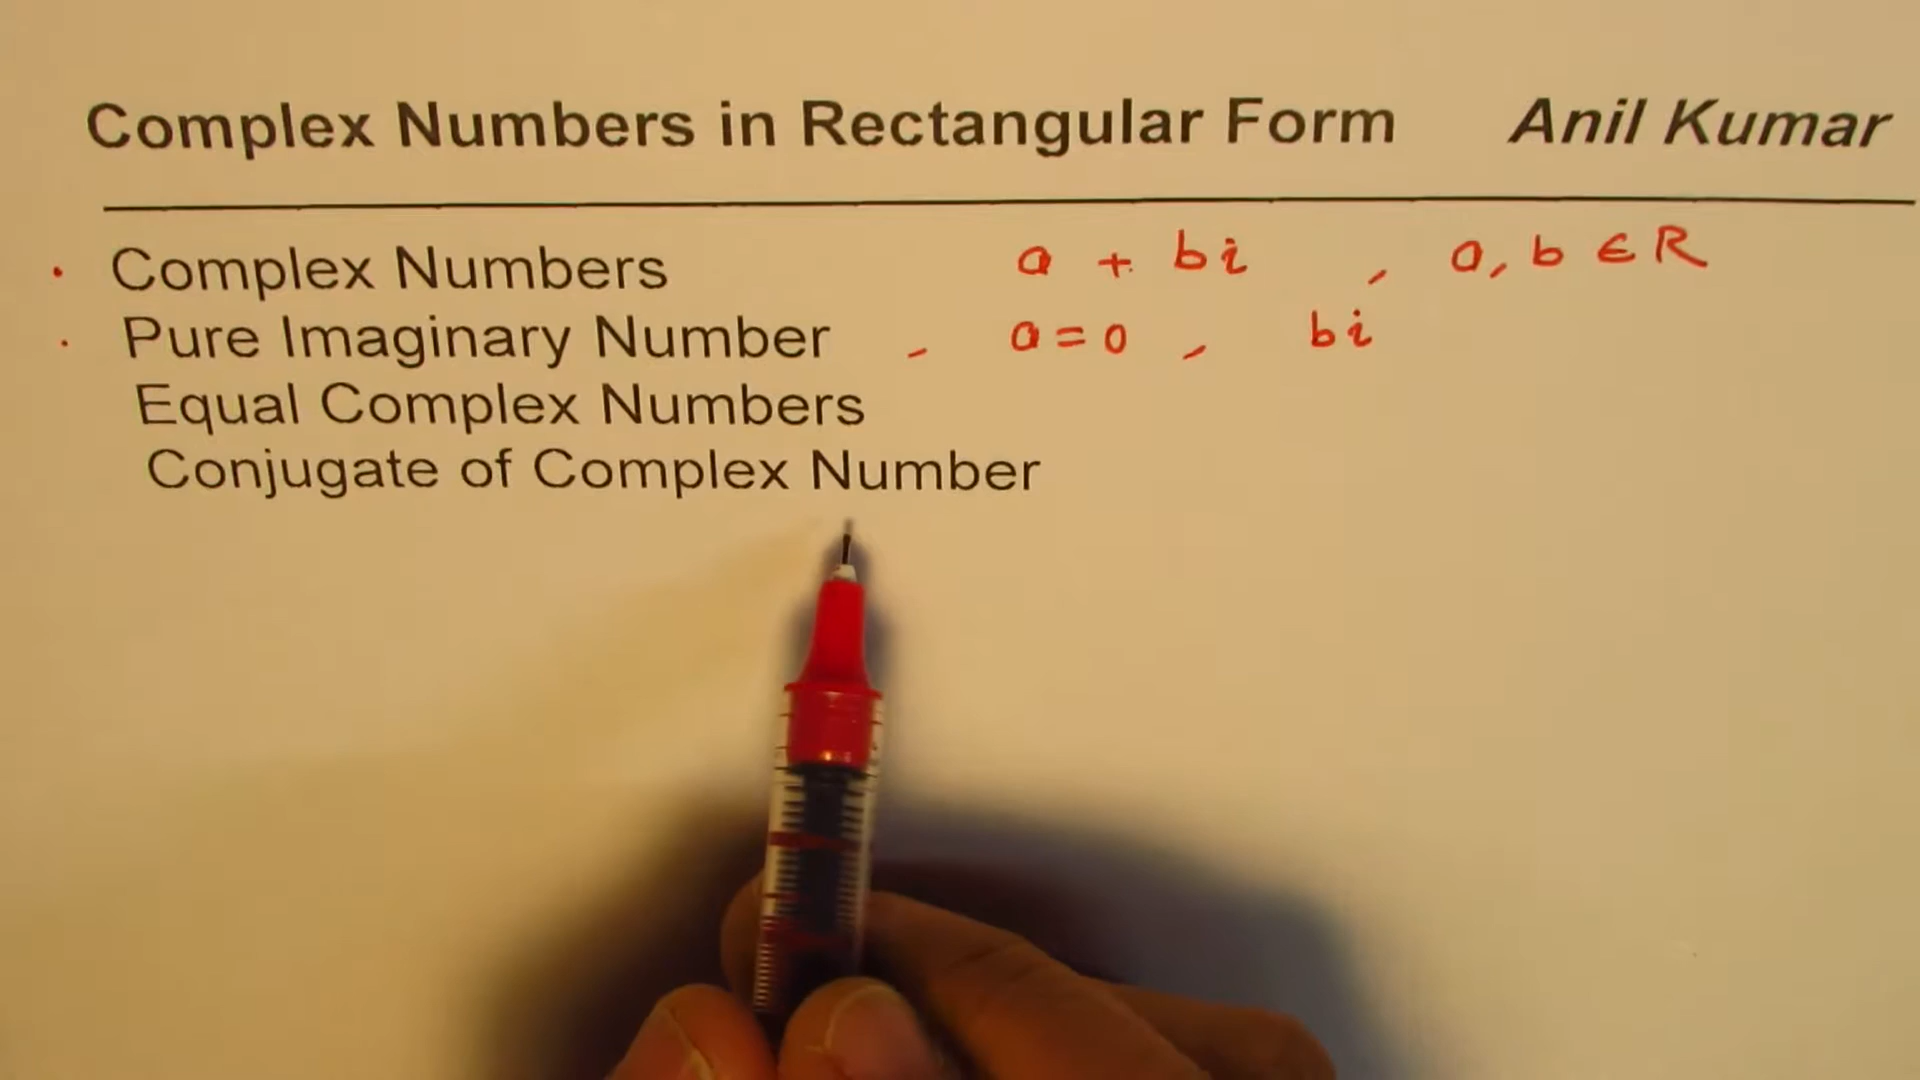 Complex Numbers in Rectangular Form Anil Kumar
• Complex Numbers a + bi , a, b ∈ R
• Pure Imaginary Number - a = 0 , bi
Equal Complex Numbers
Conjugate of Complex Number